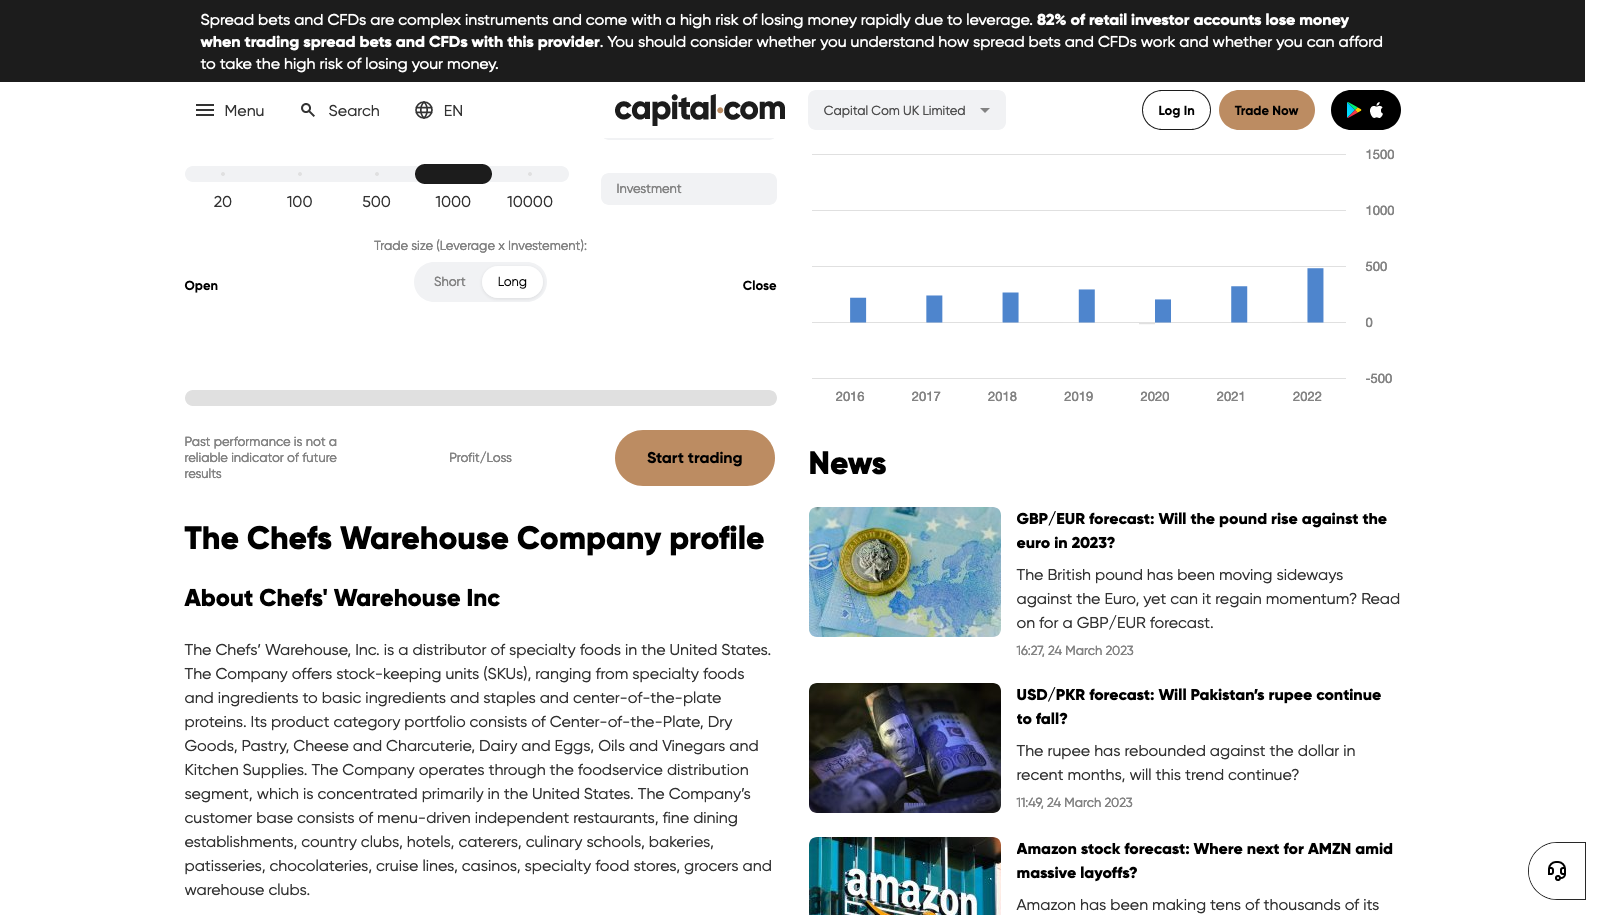 Spread bets and CFDs are complex instruments and come with a high risk of losing money rapidly due to leverage. 82% of retail investor accounts lose money
when trading spread bets and CFDs with this provider. You should consider whether you understand how spread bets and CFDs work and whether you can afford
to take the high risk of losing your money.
Menu
Search
EN
capital.com
Capital Com UK Limited
Log In
Trade Now
20
100
500
1000
10000
Investment
Trade size (Leverage x Investement):
Open
Short
Long
Close
Past performance is not a
reliable indicator of future
results
Profit/Loss
Start trading
The Chefs Warehouse Company profile
About Chefs' Warehouse Inc
The Chefs’ Warehouse, Inc. is a distributor of specialty foods in the United States.
The Company offers stock-keeping units (SKUs), ranging from specialty foods
and ingredients to basic ingredients and staples and center-of-the-plate
proteins. Its product category portfolio consists of Center-of-the-Plate, Dry
Goods, Pastry, Cheese and Charcuterie, Dairy and Eggs, Oils and Vinegars and
Kitchen Supplies. The Company operates through the foodservice distribution
segment, which is concentrated primarily in the United States. The Company’s
customer base consists of menu-driven independent restaurants, fine dining
establishments, country clubs, hotels, caterers, culinary schools, bakeries,
patisseries, chocolateries, cruise lines, casinos, specialty food stores, grocers and
warehouse clubs.
1500
1000
500
0
-500
2016
2017
2018
2019
2020
2021
2022
News
GBP/EUR forecast: Will the pound rise against the
euro in 2023?
The British pound has been moving sideways
against the Euro, yet can it regain momentum? Read
on for a GBP/EUR forecast.
16:27, 24 March 2023
USD/PKR forecast: Will Pakistan’s rupee continue
to fall?
The rupee has rebounded against the dollar in
recent months, will this trend continue?
11:49, 24 March 2023
amazon
Amazon stock forecast: Where next for AMZN amid
massive layoffs?
Amazon has been making tens of thousands of its